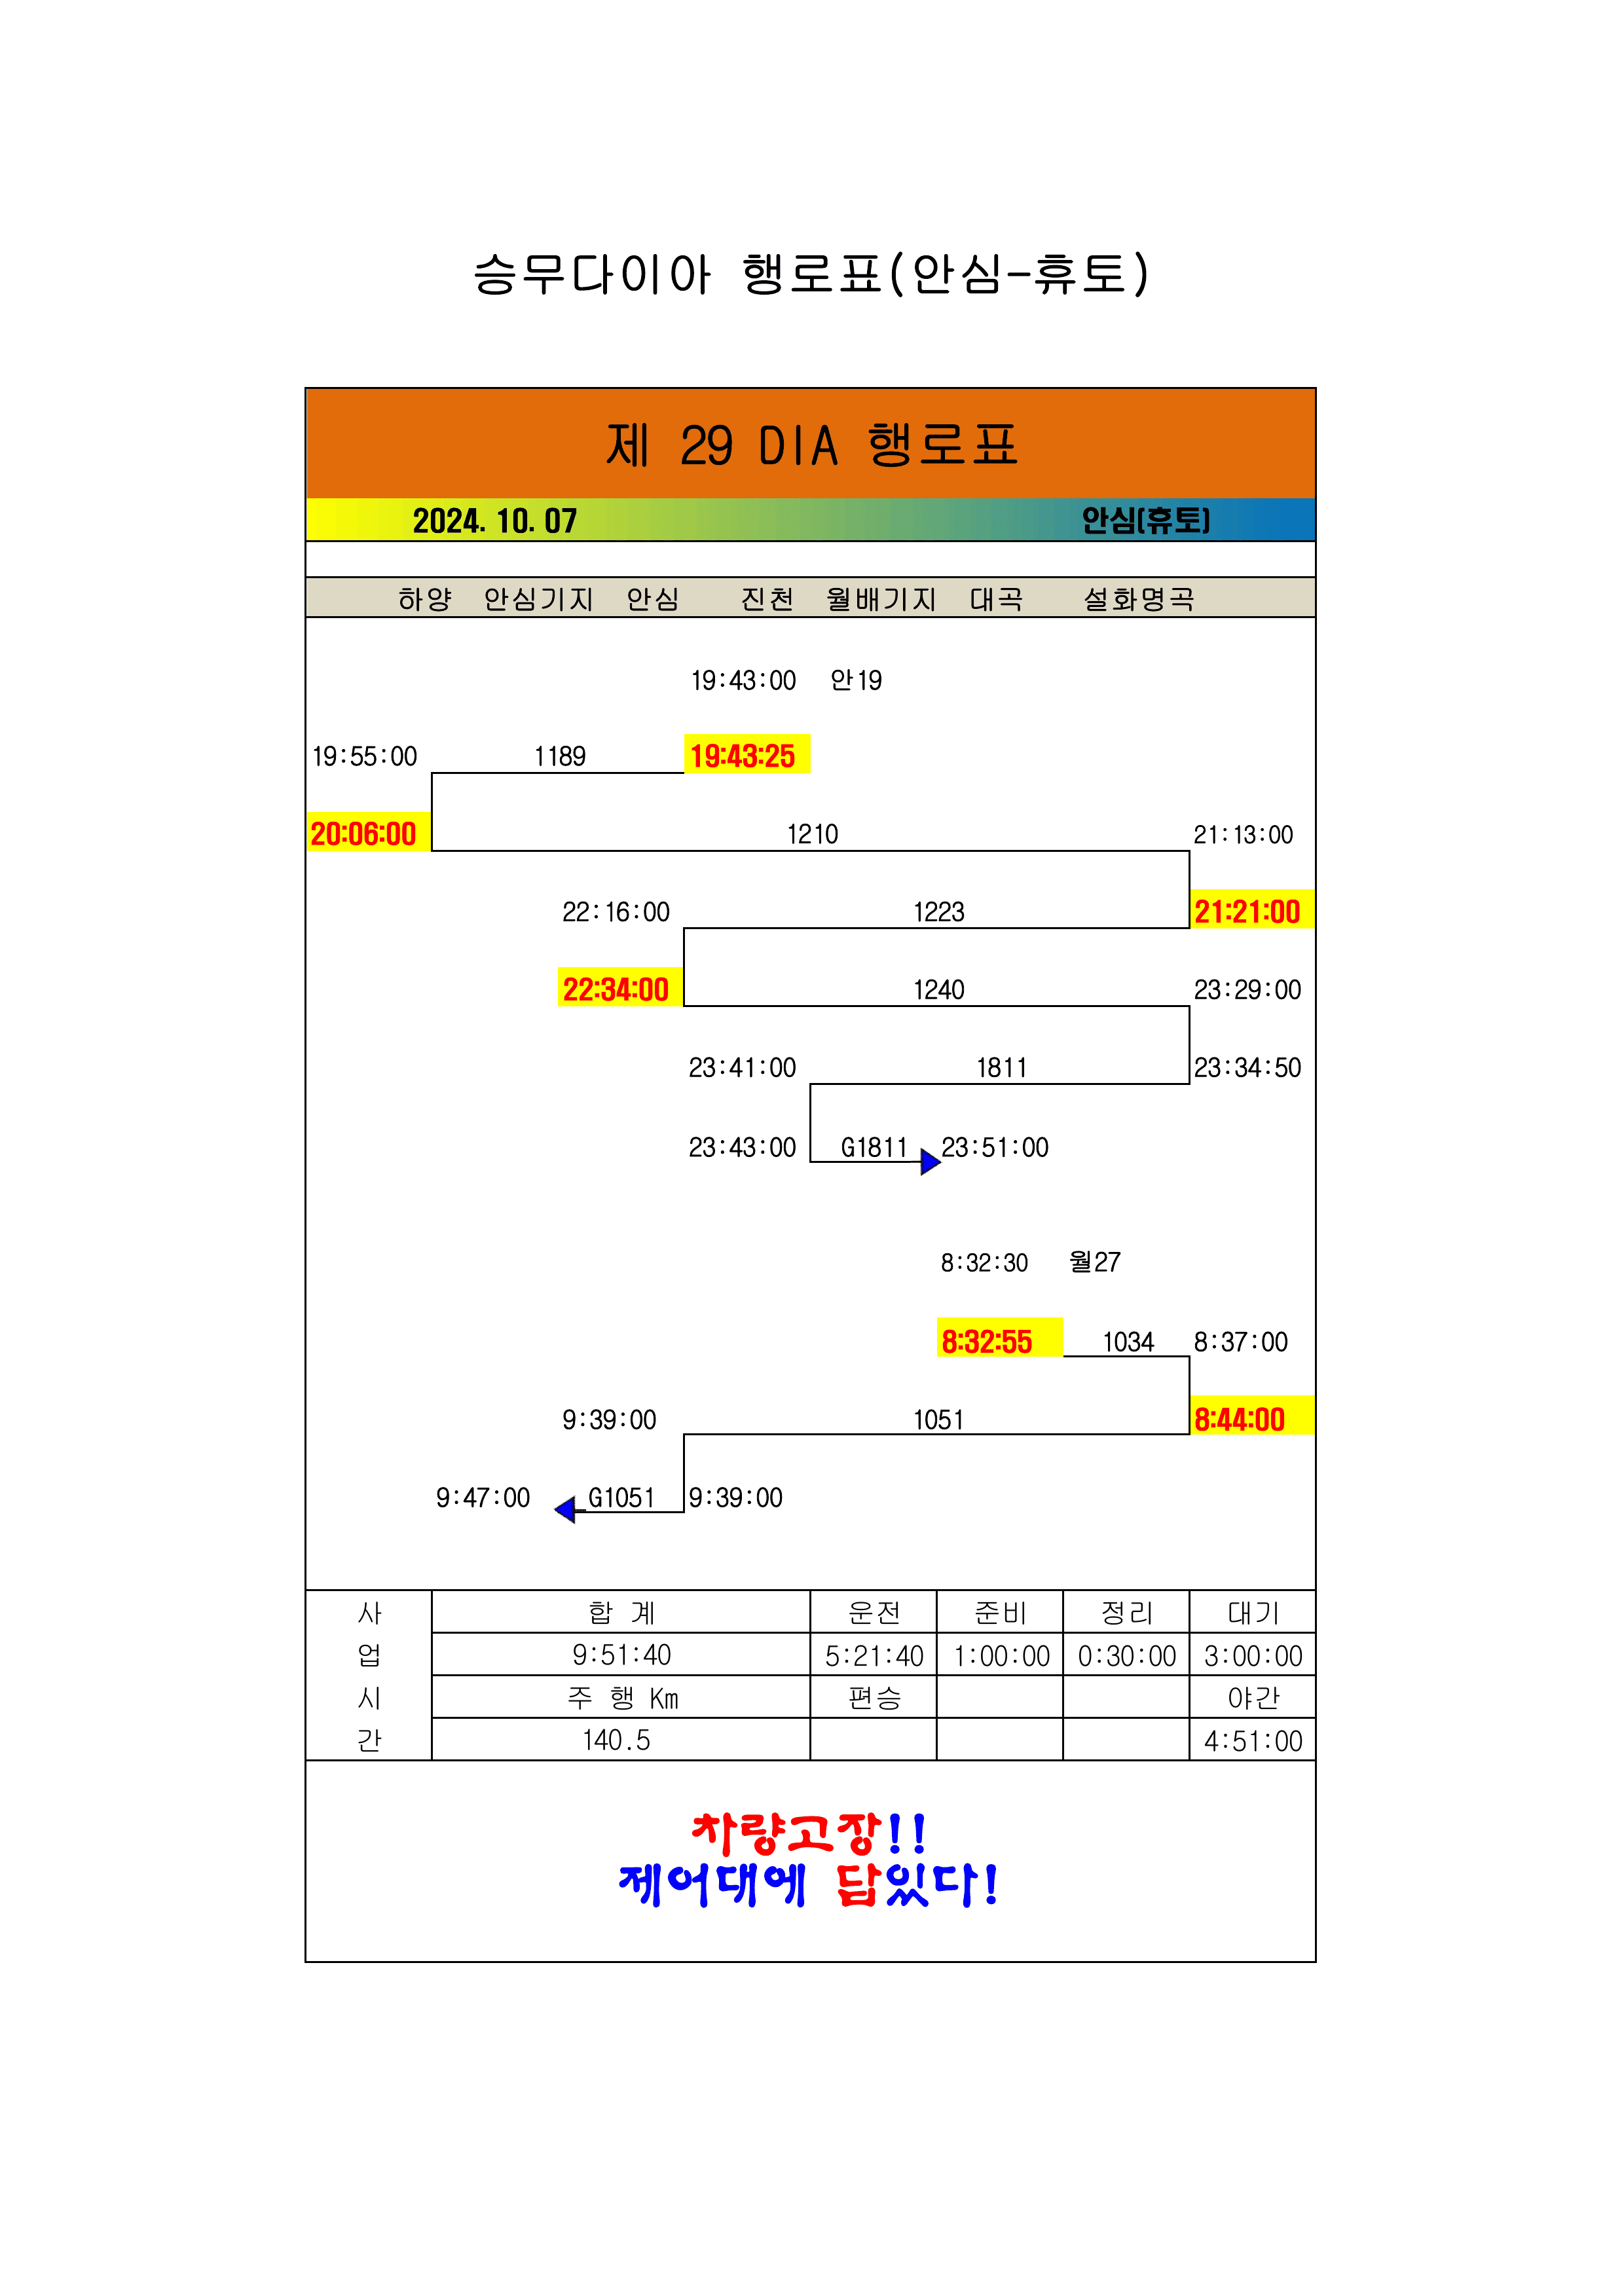 승무다이아 행로표(안심-휴토)
제 29 DIA 행로표
2024. 10. 07 안심(휴토)
하양 안심기지 안심 진천 월배기지 대곡 설화명곡
19:43:00 안19
19:55:00 1189 19:43:25
20:06:00 1210 21:13:00
22:16:00 1223 21:21:00
22:34:00 1240 23:29:00
23:41:00 1811 23:34:50
23:43:00 G1811 23:51:00
8:32:30 월27
8:32:55 1034 8:37:00
9:39:00 1051 8:44:00
9:47:00 G1051 9:39:00
사 합 계 운전 준비 정리 대기
업 9:51:40 5:21:40 1:00:00 0:30:00 3:00:00
시 주 행 Km 편승 야간
간 140.5 4:51:00
차량고장!!
제어대에 답있다!